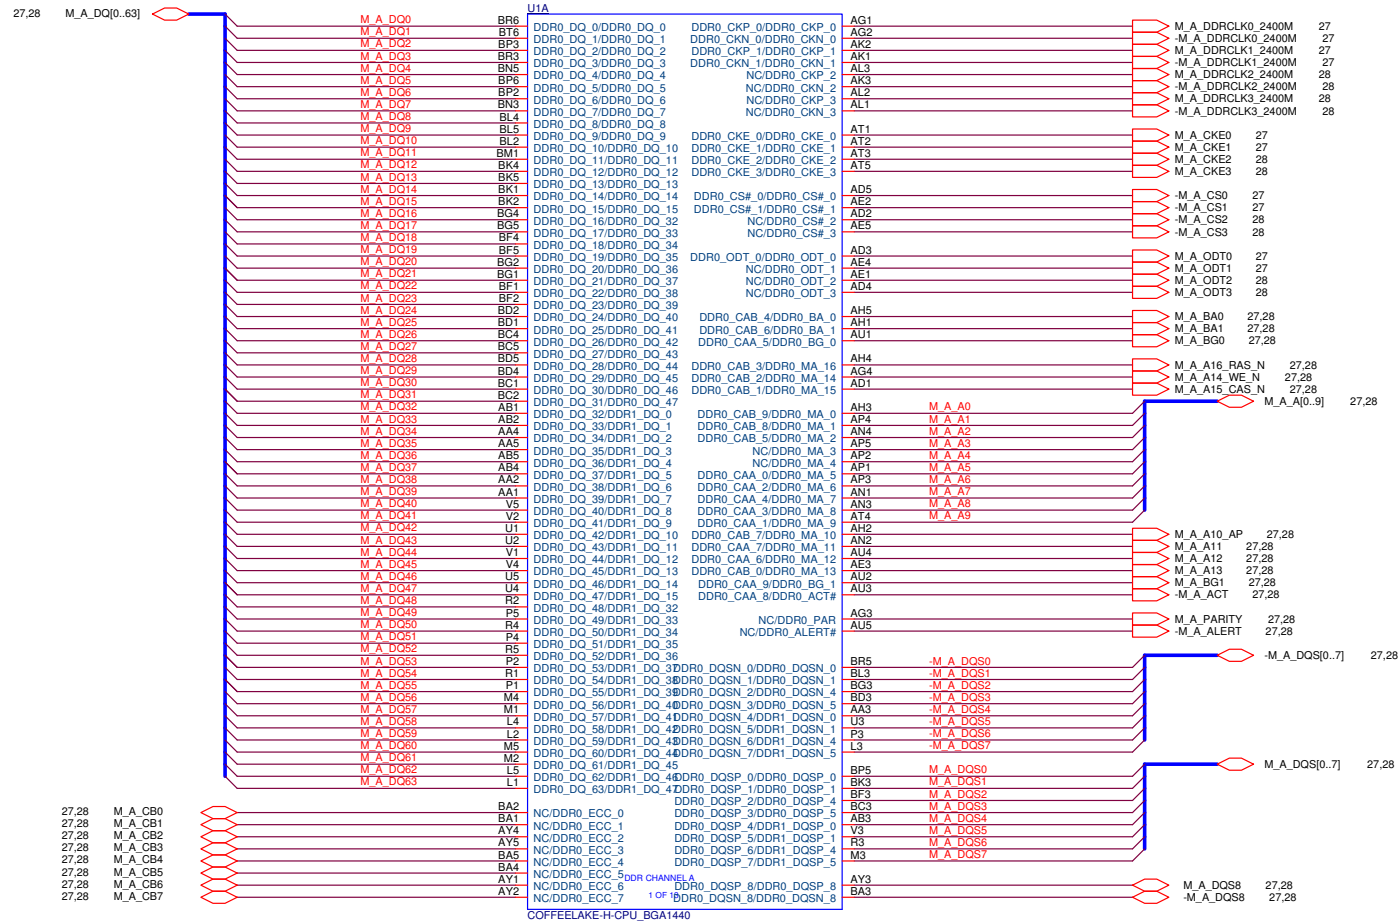 27,28 M_A_DQ[0..63]
U1A
M_A_DQ0 BR6 DDR0_DQ_0/DDR0_DQ_0
M_A_DQ1 BT6 DDR0_DQ_1/DDR0_DQ_1
M_A_DQ2 BP3 DDR0_DQ_2/DDR0_DQ_2
M_A_DQ3 BR3 DDR0_DQ_3/DDR0_DQ_3
M_A_DQ4 BN5 DDR0_DQ_4/DDR0_DQ_4
M_A_DQ5 BP6 DDR0_DQ_5/DDR0_DQ_5
M_A_DQ6 BP2 DDR0_DQ_6/DDR0_DQ_6
M_A_DQ7 BN3 DDR0_DQ_7/DDR0_DQ_7
M_A_DQ8 BL4 DDR0_DQ_8/DDR0_DQ_8
M_A_DQ9 BL5 DDR0_DQ_9/DDR0_DQ_9
M_A_DQ10 BL2 DDR0_DQ_10/DDR0_DQ_10
M_A_DQ11 BM1 DDR0_DQ_11/DDR0_DQ_11
M_A_DQ12 BK4 DDR0_DQ_12/DDR0_DQ_12
M_A_DQ13 BK5 DDR0_DQ_13/DDR0_DQ_13
M_A_DQ14 BK1 DDR0_DQ_14/DDR0_DQ_14
M_A_DQ15 BK2 DDR0_DQ_15/DDR0_DQ_15
M_A_DQ16 BG4 DDR0_DQ_16/DDR0_DQ_32
M_A_DQ17 BG5 DDR0_DQ_17/DDR0_DQ_33
M_A_DQ18 BF4 DDR0_DQ_18/DDR0_DQ_34
M_A_DQ19 BF5 DDR0_DQ_19/DDR0_DQ_35
M_A_DQ20 BG2 DDR0_DQ_20/DDR0_DQ_36
M_A_DQ21 BG1 DDR0_DQ_21/DDR0_DQ_37
M_A_DQ22 BF1 DDR0_DQ_22/DDR0_DQ_38
M_A_DQ23 BF2 DDR0_DQ_23/DDR0_DQ_39
M_A_DQ24 BD2 DDR0_DQ_24/DDR0_DQ_40
M_A_DQ25 BD1 DDR0_DQ_25/DDR0_DQ_41
M_A_DQ26 BC4 DDR0_DQ_26/DDR0_DQ_42
M_A_DQ27 BC5 DDR0_DQ_27/DDR0_DQ_43
M_A_DQ28 BD5 DDR0_DQ_28/DDR0_DQ_44
M_A_DQ29 BD4 DDR0_DQ_29/DDR0_DQ_45
M_A_DQ30 BC1 DDR0_DQ_30/DDR0_DQ_46
M_A_DQ31 BC2 DDR0_DQ_31/DDR0_DQ_47
M_A_DQ32 AB1 DDR0_DQ_32/DDR1_DQ_0
M_A_DQ33 AB2 DDR0_DQ_33/DDR1_DQ_1
M_A_DQ34 AA4 DDR0_DQ_34/DDR1_DQ_2
M_A_DQ35 AA5 DDR0_DQ_35/DDR1_DQ_3
M_A_DQ36 AB5 DDR0_DQ_36/DDR1_DQ_4
M_A_DQ37 AB4 DDR0_DQ_37/DDR1_DQ_5
M_A_DQ38 AA2 DDR0_DQ_38/DDR1_DQ_6
M_A_DQ39 AA1 DDR0_DQ_39/DDR1_DQ_7
M_A_DQ40 V5 DDR0_DQ_40/DDR1_DQ_8
M_A_DQ41 V2 DDR0_DQ_41/DDR1_DQ_9
M_A_DQ42 U1 DDR0_DQ_42/DDR1_DQ_10
M_A_DQ43 U2 DDR0_DQ_43/DDR1_DQ_11
M_A_DQ44 V1 DDR0_DQ_44/DDR1_DQ_12
M_A_DQ45 V4 DDR0_DQ_45/DDR1_DQ_13
M_A_DQ46 U5 DDR0_DQ_46/DDR1_DQ_14
M_A_DQ47 U4 DDR0_DQ_47/DDR1_DQ_15
M_A_DQ48 R2 DDR0_DQ_48/DDR1_DQ_32
M_A_DQ49 P5 DDR0_DQ_49/DDR1_DQ_33
M_A_DQ50 R4 DDR0_DQ_50/DDR1_DQ_34
M_A_DQ51 P4 DDR0_DQ_51/DDR1_DQ_35
M_A_DQ52 R5 DDR0_DQ_52/DDR1_DQ_36
M_A_DQ53 P2 DDR0_DQ_53/DDR1_DQ_37
M_A_DQ54 R1 DDR0_DQ_54/DDR1_DQ_38
M_A_DQ55 P1 DDR0_DQ_55/DDR1_DQ_39
M_A_DQ56 M4 DDR0_DQ_56/DDR1_DQ_40
M_A_DQ57 M1 DDR0_DQ_57/DDR1_DQ_41
M_A_DQ58 L4 DDR0_DQ_58/DDR1_DQ_42
M_A_DQ59 L2 DDR0_DQ_59/DDR1_DQ_43
M_A_DQ60 M5 DDR0_DQ_60/DDR1_DQ_44
M_A_DQ61 M2 DDR0_DQ_61/DDR1_DQ_45
M_A_DQ62 L5 DDR0_DQ_62/DDR1_DQ_46
M_A_DQ63 L1 DDR0_DQ_63/DDR1_DQ_47
27,28 M_A_CB0 BA2 NC/DDR0_ECC_0
27,28 M_A_CB1 BA1 NC/DDR0_ECC_1
27,28 M_A_CB2 AY4 NC/DDR0_ECC_2
27,28 M_A_CB3 AY5 NC/DDR0_ECC_3
27,28 M_A_CB4 BA5 NC/DDR0_ECC_4
27,28 M_A_CB5 BA4 NC/DDR0_ECC_5
27,28 M_A_CB6 AY1 NC/DDR0_ECC_6
27,28 M_A_CB7 AY2 NC/DDR0_ECC_7
DDR0_CKP_0/DDR0_CKP_0 AG1 M_A_DDRCLK0_2400M 27
DDR0_CKN_0/DDR0_CKN_0 AG2 -M_A_DDRCLK0_2400M 27
DDR0_CKP_1/DDR0_CKP_1 AK2 M_A_DDRCLK1_2400M 27
DDR0_CKN_1/DDR0_CKN_1 AK1 -M_A_DDRCLK1_2400M 27
NC/DDR0_CKP_2 AL3 M_A_DDRCLK2_2400M 28
NC/DDR0_CKN_2 AK3 -M_A_DDRCLK2_2400M 28
NC/DDR0_CKP_3 AL2 M_A_DDRCLK3_2400M 28
NC/DDR0_CKN_3 AL1 -M_A_DDRCLK3_2400M 28
DDR0_CKE_0/DDR0_CKE_0 AT1 M_A_CKE0 27
DDR0_CKE_1/DDR0_CKE_1 AT2 M_A_CKE1 27
DDR0_CKE_2/DDR0_CKE_2 AT3 M_A_CKE2 28
DDR0_CKE_3/DDR0_CKE_3 AT5 M_A_CKE3 28
DDR0_CS#_0/DDR0_CS#_0 AD5 -M_A_CS0 27
DDR0_CS#_1/DDR0_CS#_1 AE2 -M_A_CS1 27
NC/DDR0_CS#_2 AD2 -M_A_CS2 28
NC/DDR0_CS#_3 AE5 -M_A_CS3 28
DDR0_ODT_0/DDR0_ODT_0 AD3 M_A_ODT0 27
NC/DDR0_ODT_1 AE4 M_A_ODT1 27
NC/DDR0_ODT_2 AE1 M_A_ODT2 28
NC/DDR0_ODT_3 AD4 M_A_ODT3 28
DDR0_CAB_4/DDR0_BA_0 AH5 M_A_BA0 27,28
DDR0_CAB_6/DDR0_BA_1 AH1 M_A_BA1 27,28
DDR0_CAA_5/DDR0_BG_0 AU1 M_A_BG0 27,28
DDR0_CAB_3/DDR0_MA_16 AH4 M_A_A16_RAS_N 27,28
DDR0_CAB_2/DDR0_MA_14 AG4 M_A_A14_WE_N 27,28
DDR0_CAB_1/DDR0_MA_15 AD1 M_A_A15_CAS_N 27,28
M_A_A[0..9] 27,28
DDR0_CAB_9/DDR0_MA_0 AH3 M_A_A0
DDR0_CAB_8/DDR0_MA_1 AP4 M_A_A1
DDR0_CAB_5/DDR0_MA_2 AN4 M_A_A2
NC/DDR0_MA_3 AP5 M_A_A3
NC/DDR0_MA_4 AP2 M_A_A4
DDR0_CAA_0/DDR0_MA_5 AP1 M_A_A5
DDR0_CAA_2/DDR0_MA_6 AP3 M_A_A6
DDR0_CAA_4/DDR0_MA_7 AN1 M_A_A7
DDR0_CAA_3/DDR0_MA_8 AN3 M_A_A8
DDR0_CAA_1/DDR0_MA_9 AT4 M_A_A9
DDR0_CAB_7/DDR0_MA_10 AH2 M_A_A10_AP 27,28
DDR0_CAA_7/DDR0_MA_11 AN2 M_A_A11 27,28
DDR0_CAA_6/DDR0_MA_12 AU4 M_A_A12 27,28
DDR0_CAB_0/DDR0_MA_13 AE3 M_A_A13 27,28
DDR0_CAA_9/DDR0_BG_1 AU2 M_A_BG1 27,28
DDR0_CAA_8/DDR0_ACT# AU3 -M_A_ACT 27,28
NC/DDR0_PAR AG3 M_A_PARITY 27,28
NC/DDR0_ALERT# AU5 -M_A_ALERT 27,28
-M_A_DQS[0..7] 27,28
DDR0_DQSN_0/DDR0_DQSN_0 BR5 -M_A_DQS0
DDR0_DQSN_1/DDR0_DQSN_1 BL3 -M_A_DQS1
DDR0_DQSN_2/DDR0_DQSN_4 BG3 -M_A_DQS2
DDR0_DQSN_3/DDR0_DQSN_5 BD3 -M_A_DQS3
DDR0_DQSN_4/DDR1_DQSN_0 AA3 -M_A_DQS4
DDR0_DQSN_5/DDR1_DQSN_1 U3 -M_A_DQS5
DDR0_DQSN_6/DDR1_DQSN_4 P3 -M_A_DQS6
DDR0_DQSN_7/DDR1_DQSN_5 L3 -M_A_DQS7
M_A_DQS[0..7] 27,28
DDR0_DQSP_0/DDR0_DQSP_0 BP5 M_A_DQS0
DDR0_DQSP_1/DDR0_DQSP_1 BK3 M_A_DQS1
DDR0_DQSP_2/DDR0_DQSP_4 BF3 M_A_DQS2
DDR0_DQSP_3/DDR0_DQSP_5 BC3 M_A_DQS3
DDR0_DQSP_4/DDR1_DQSP_0 AB3 M_A_DQS4
DDR0_DQSP_5/DDR1_DQSP_1 V3 M_A_DQS5
DDR0_DQSP_6/DDR1_DQSP_4 R3 M_A_DQS6
DDR0_DQSP_7/DDR1_DQSP_5 M3 M_A_DQS7
DDR CHANNEL A
DDR0_DQSP_8/DDR0_DQSP_8 AY3 M_A_DQS8 27,28
1 OF
DDR0_DQSN_8/DDR0_DQSN_8 BA3 -M_A_DQS8 27,28
COFFEELAKE-H-CPU_BGA1440